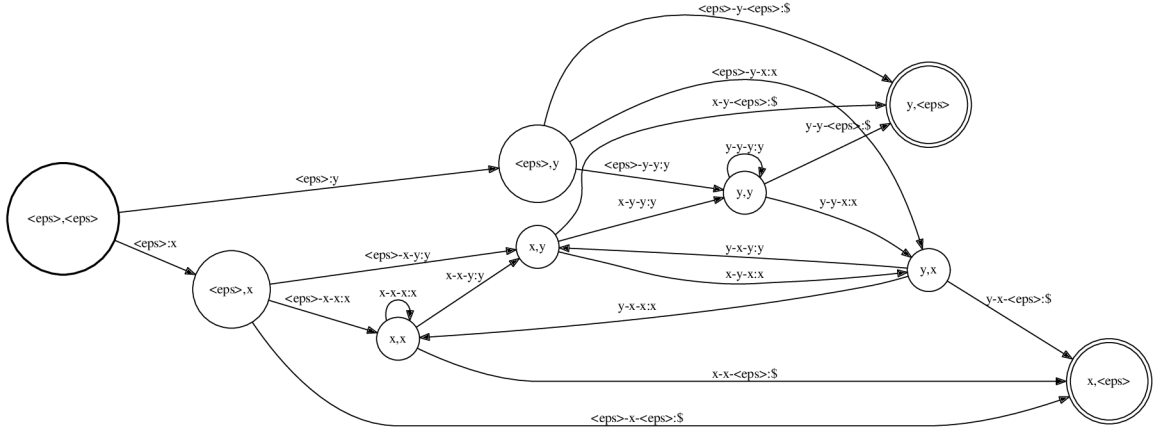 <eps>-y-<eps>:$
<eps>-y-x:x
x-y-<eps>:$
y,<eps>
y-y-<eps>:$
y-y-y:y
<eps>,y
<eps>-y-y:y
<eps>:y
y,y
x-y-y:y
y-y-x:x
<eps>,<eps>
<eps>:x
x,y
y-x-y:y
<eps>-x-y:y
x-y-x:x
y,x
x-x-y:y
<eps>,x
<eps>-x-x:x
x-x-x:x
y-x-x:x
y-x-<eps>:$
x,x
x-x-<eps>:$
x,<eps>
<eps>-x-<eps>:$